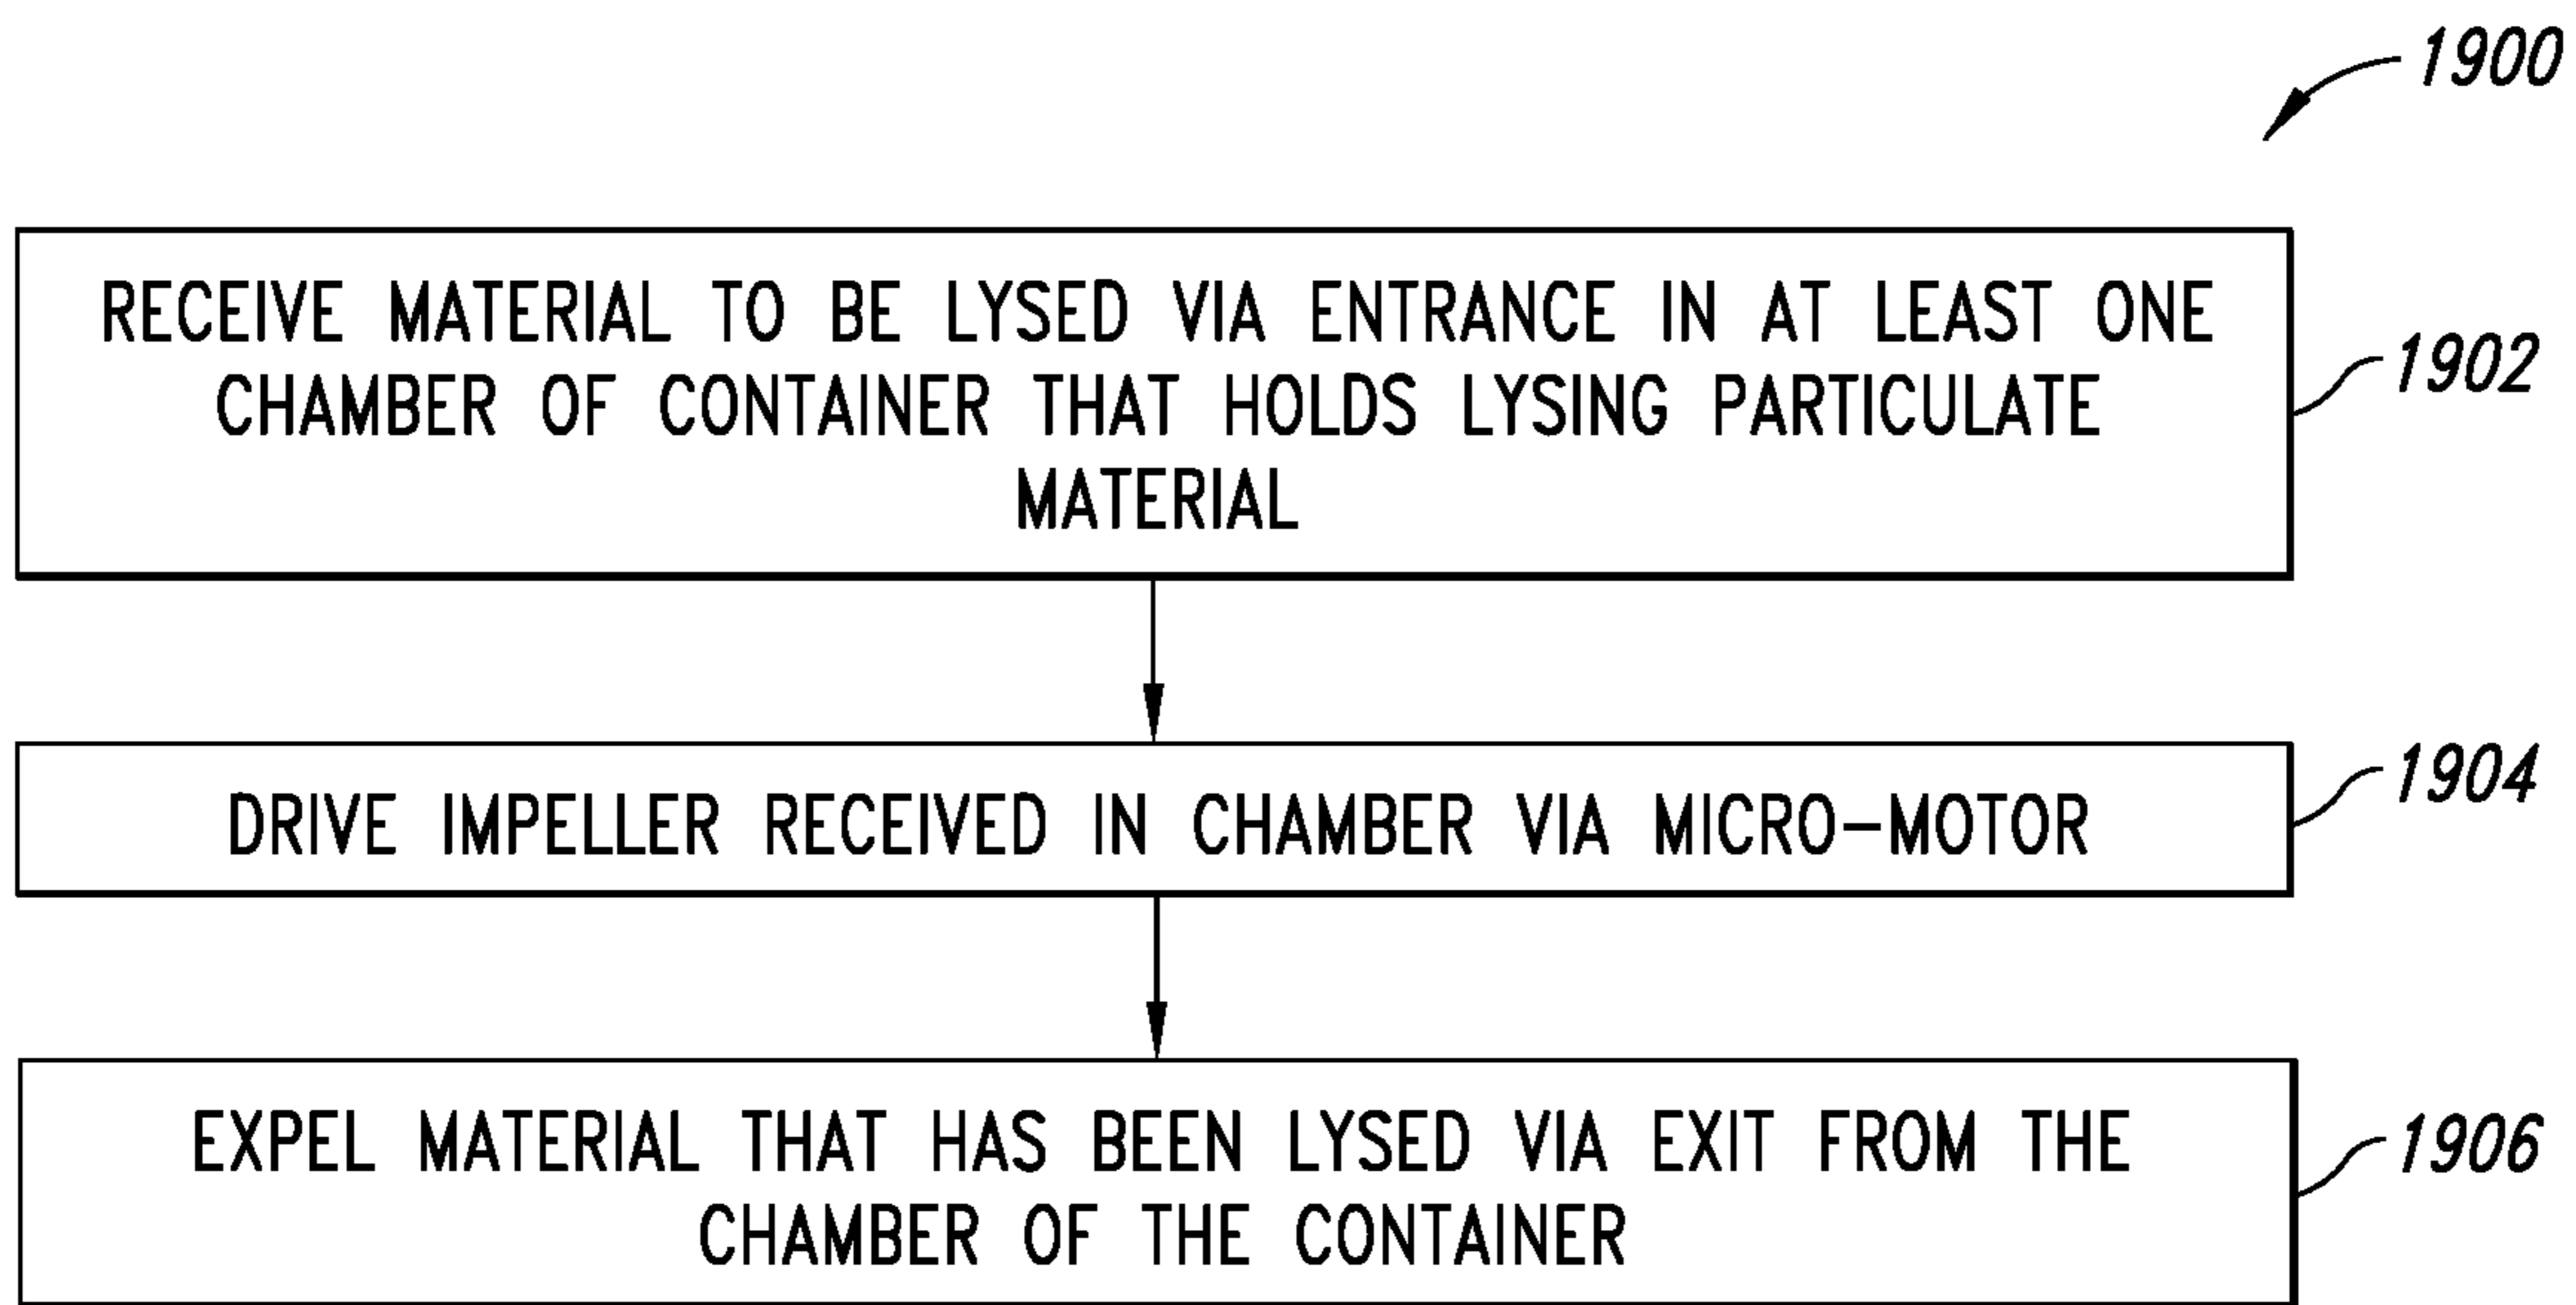 1900
RECEIVE MATERIAL TO BE LYSED VIA ENTRANCE IN AT LEAST ONE
CHAMBER OF CONTAINER THAT HOLDS LYSING PARTICULATE
MATERIAL
1902
DRIVE IMPELLER RECEIVED IN CHAMBER VIA MICRO-MOTOR
1904
EXPEL MATERIAL THAT HAS BEEN LYSED VIA EXIT FROM THE
CHAMBER OF THE CONTAINER
1906